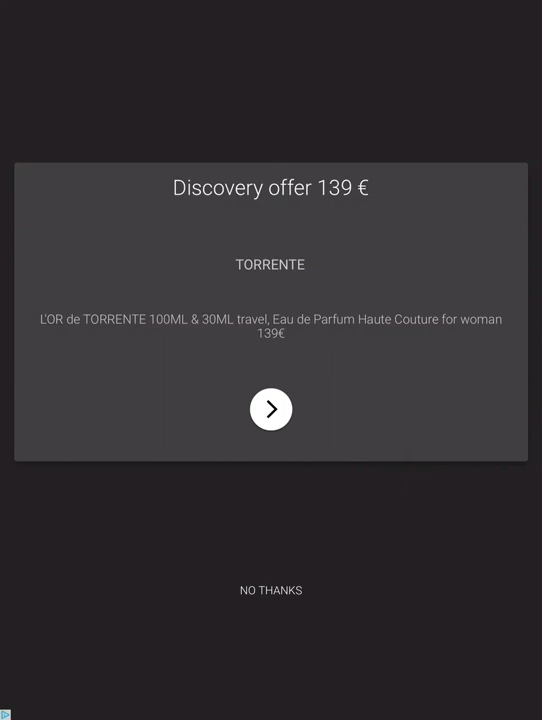 Discovery offer 139 €
TORRENTE
L'OR de TORRENTE 100ML & 30ML travel, Eau de Parfum Haute Couture for woman
139€
NO THANKS